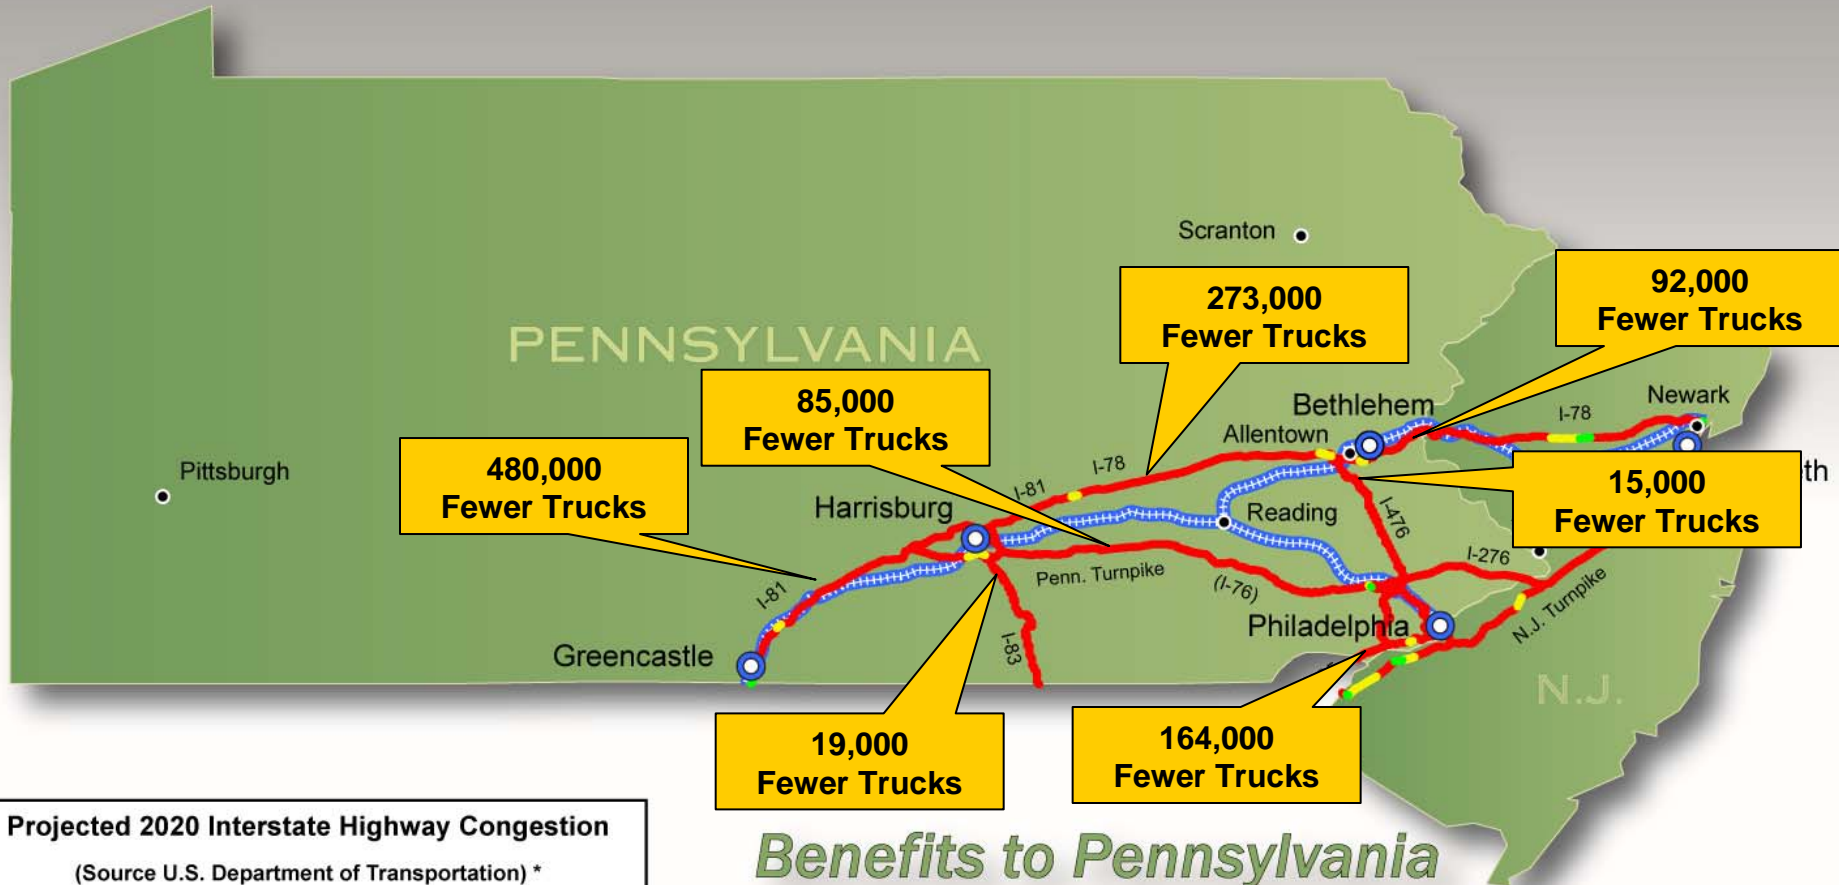 Scranton
92,000
Fewer Trucks
273,000
Fewer Trucks
PENNSYLVANIA
85,000
Fewer Trucks
Bethlehem
Newark
I-78
Allentown
480,000
Fewer Trucks
Pittsburgh
I-78
I-81
15,000
Fewer Trucks
Harrisburg
Reading
I-476
I-276
Penn. Turnpike
(I-76)
I-81
N.J. Turnpike
Philadelphia
I-83
Greencastle
N.J.
19,000
Fewer Trucks
164,000
Fewer Trucks
Projected 2020 Interstate Highway Congestion
(Source U.S. Department of Transportation) *
Benefits to Pennsylvania